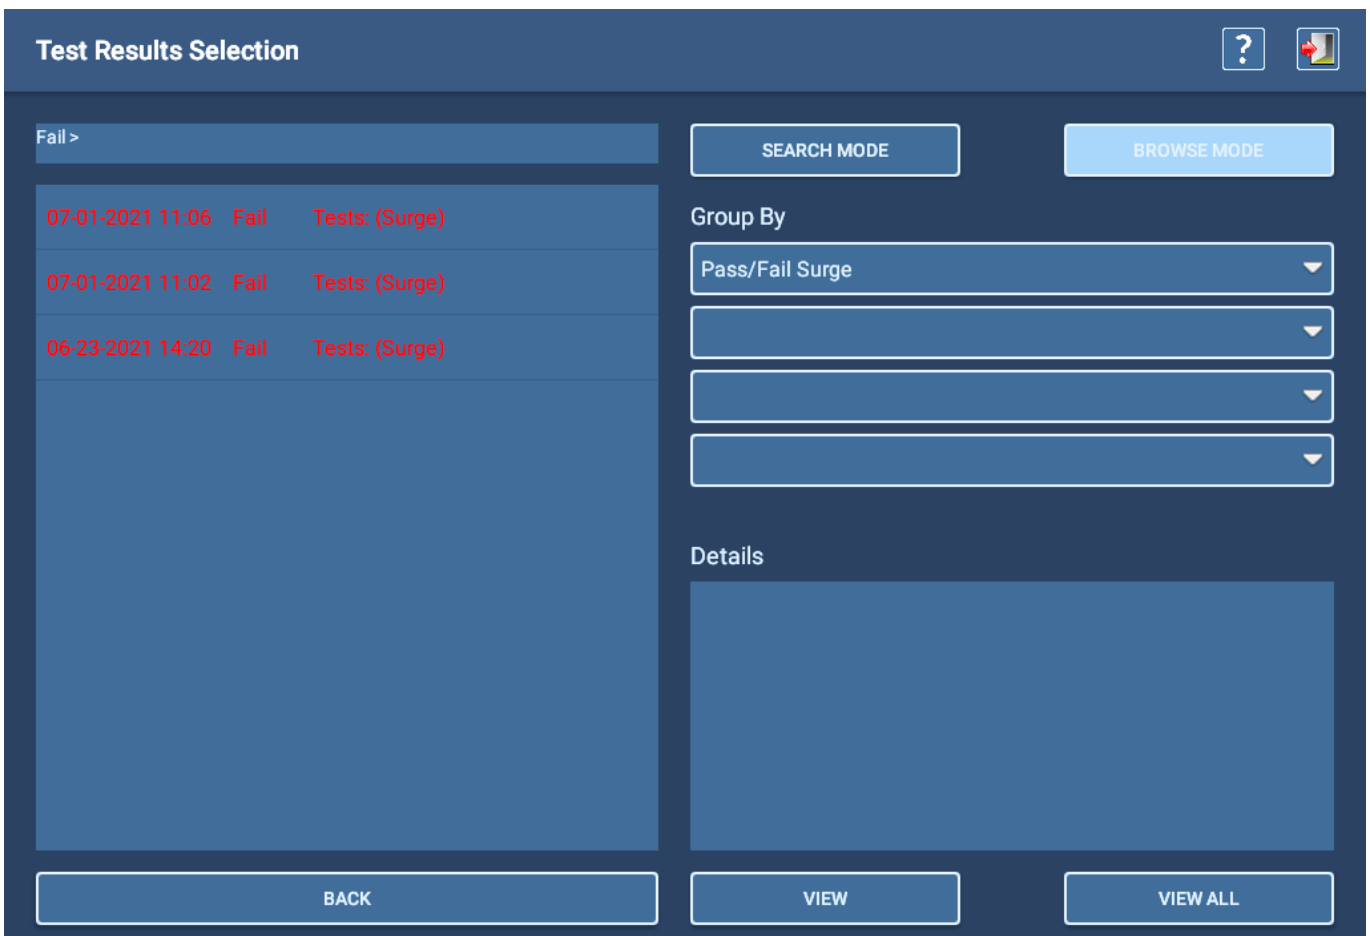 Test Results Selection
?
Fail >
SEARCH MODE
BROWSE MODE
07-01-2021 11:06 Fail Tests: (Surge)
07-01-2021 11:02 Fail Tests: (Surge)
06-23-2021 14:20 Fail Tests: (Surge)
Group By
Pass/Fail Surge
Details
BACK
VIEW
VIEW ALL